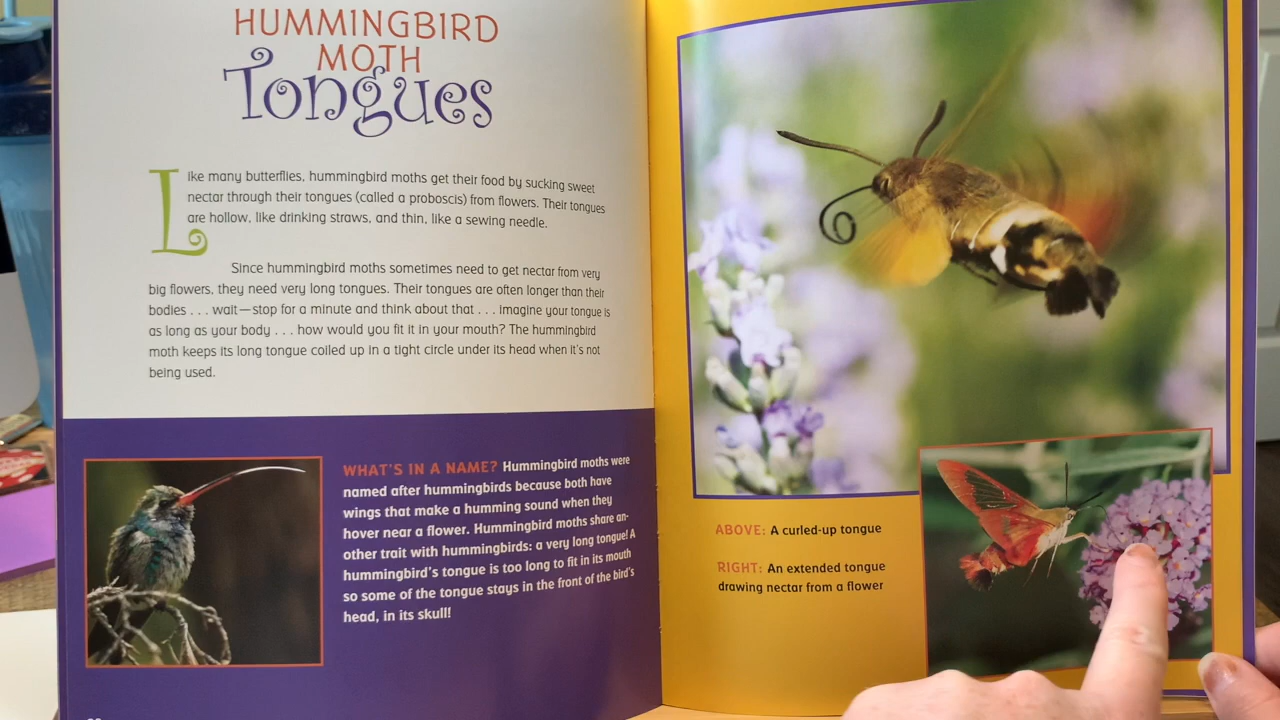 HUMMINGBIRD
MOTH
Tongues
Like many butterflies, hummingbird moths get their food by sucking sweet
nectar through their tongues (called a proboscis) from flowers. Their tongues
are hollow, like drinking straws, and thin, like a sewing needle.
Since hummingbird moths sometimes need to get nectar from very
big flowers, they need very long tongues. Their tongues are often longer than their
bodies . . . wait—stop for a minute and think about that . . . imagine your tongue is
as long as your body . . . how would you fit it in your mouth? The hummingbird
moth keeps its long tongue coiled up in a tight circle under its head when it's not
being used.
WHAT'S IN A NAME? Hummingbird moths were
named after hummingbirds because both have
wings that make a humming sound when they
hover near a flower. Hummingbird moths share an-
other trait with hummingbirds: a very long tongue! A
hummingbird's tongue is too long to fit in its mouth
so some of the tongue stays in the front of the bird's
head, in its skull!
ABOVE: A curled-up tongue
RIGHT: An extended tongue
drawing nectar from a flower